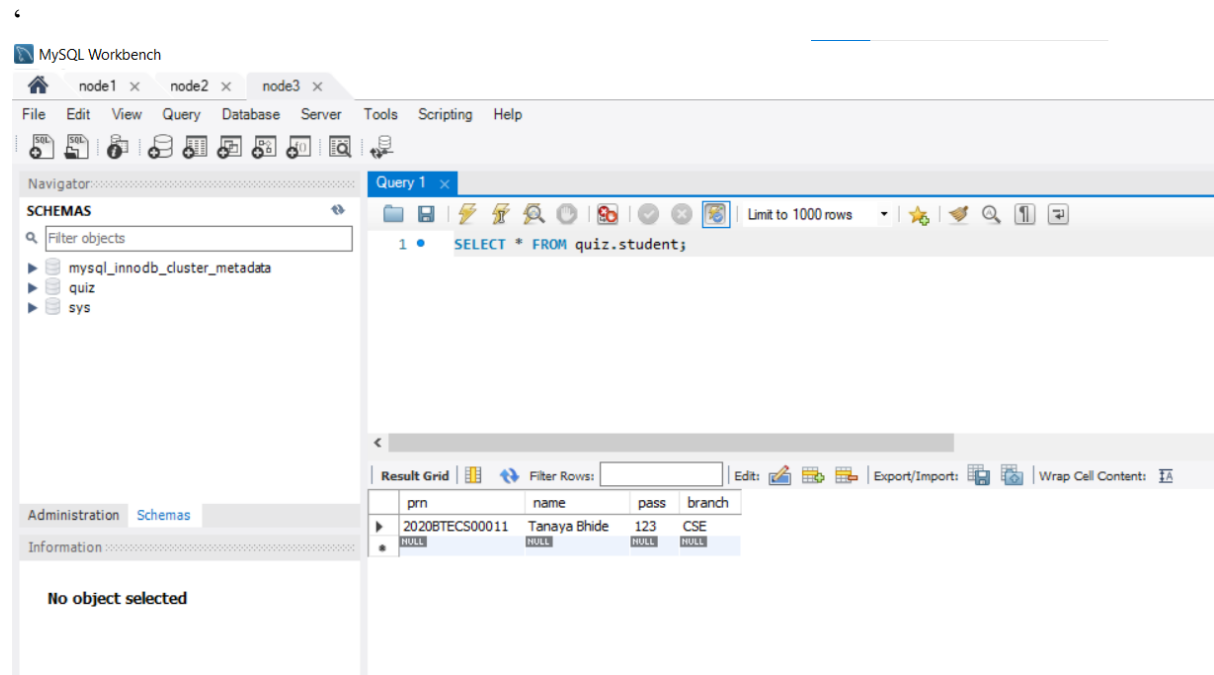 ‘
MySQL Workbench
node1 × node2 × node3 ×
File Edit View Query Database Server Tools Scripting Help
Navigator
SCHEMAS
Filter objects
mysql_innodb_cluster_metadata
quiz
sys
Administration Schemas
Information
No object selected
Query 1 ×
Limit to 1000 rows
1 SELECT * FROM quiz.student;
Result Grid Filter Rows: Edit: Export/Import: Wrap Cell Content:
prn name pass branch
2020BTECS00011 Tanaya Bhide 123 CSE
NULL NULL NULL NULL